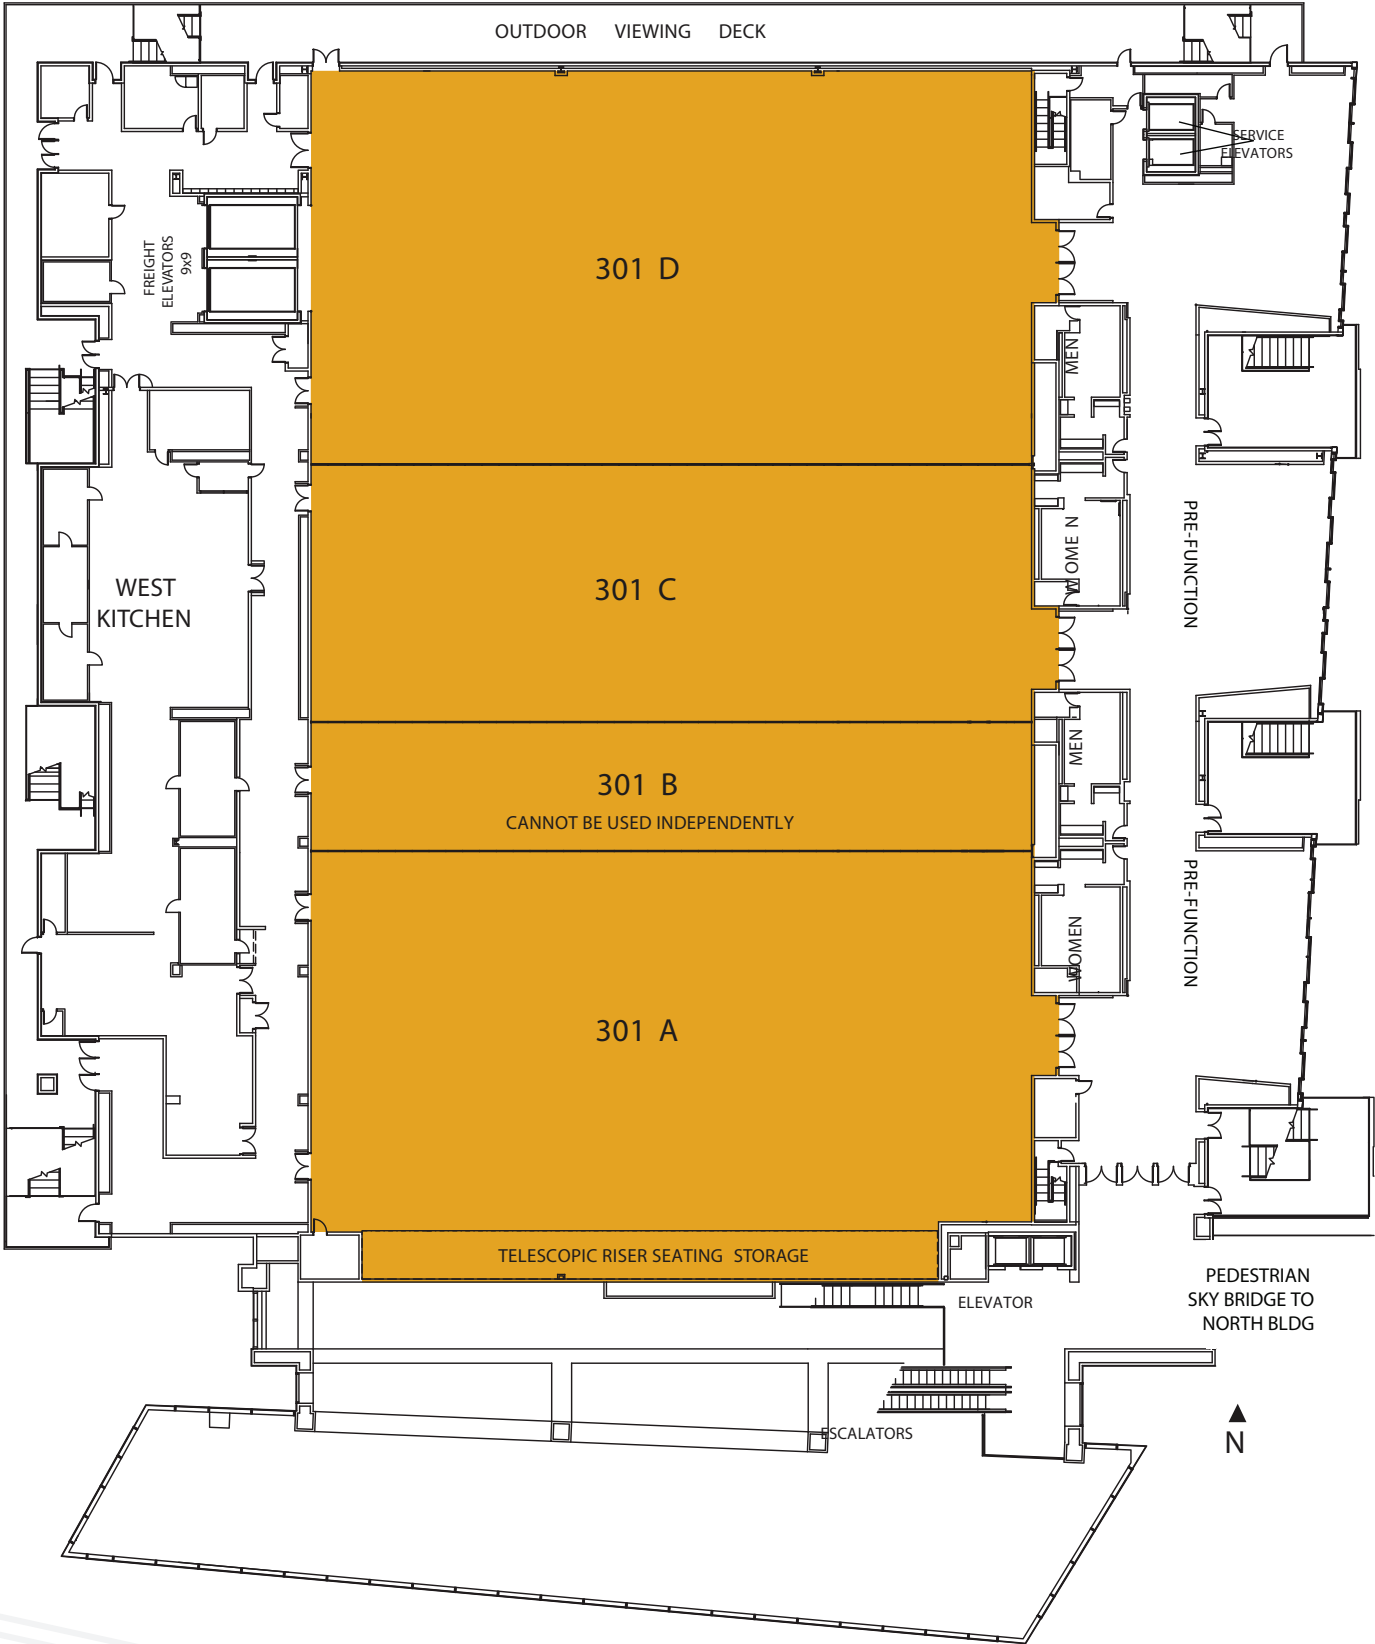 OUTDOOR VIEWING DECK
SERVICE
ELEVATORS
FREIGHT
ELEVATORS
9x9
301 D
MEN
301 C
WOME N
PRE-FUNCTION
WEST
KITCHEN
301 B
CANNOT BE USED INDEPENDENTLY
MEN
301 A
WOMEN
PRE-FUNCTION
TELESCOPIC RISER SEATING STORAGE
ELEVATOR
PEDESTRIAN
SKY BRIDGE TO
NORTH BLDG
ESCALATORS
N